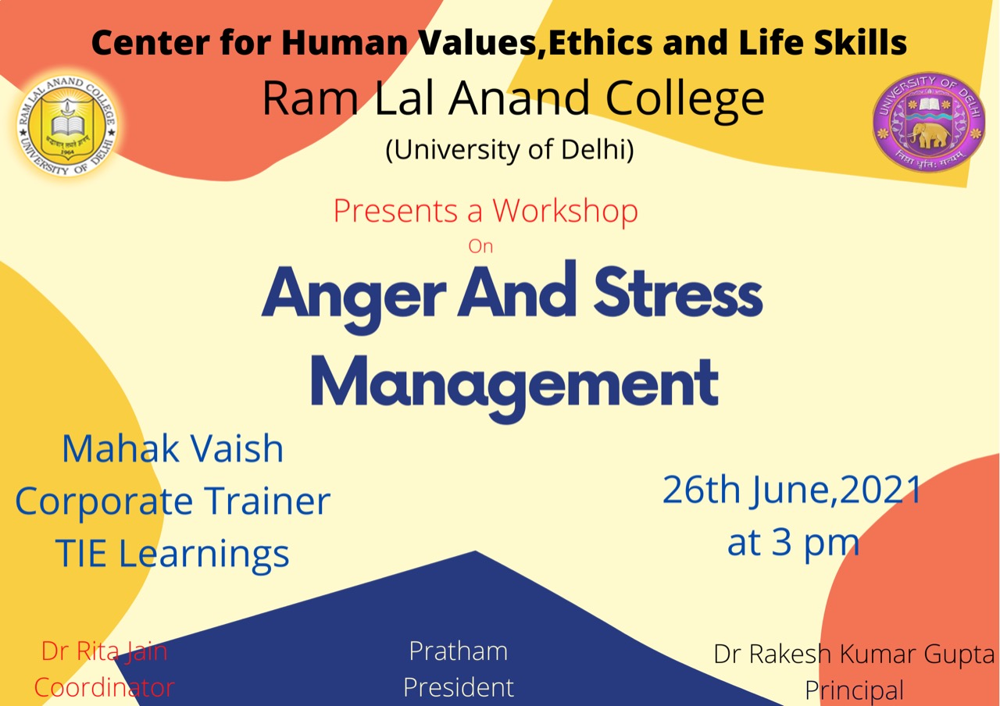 Center for Human Values,Ethics and Life Skills
Ram Lal Anand College
(University of Delhi)
RAM LAL ANAND COLLEGE
1964
UNIVERSITY OF DELHI
UNIVERSITY OF DELHI
निष्ठा धृति: सत्यम्
Presents a Workshop
On
Anger And Stress
Management
Mahak Vaish
Corporate Trainer
TIE Learnings
26th June,2021
at 3 pm
Dr Rita Jain
Coordinator
Pratham
President
Dr Rakesh Kumar Gupta
Principal